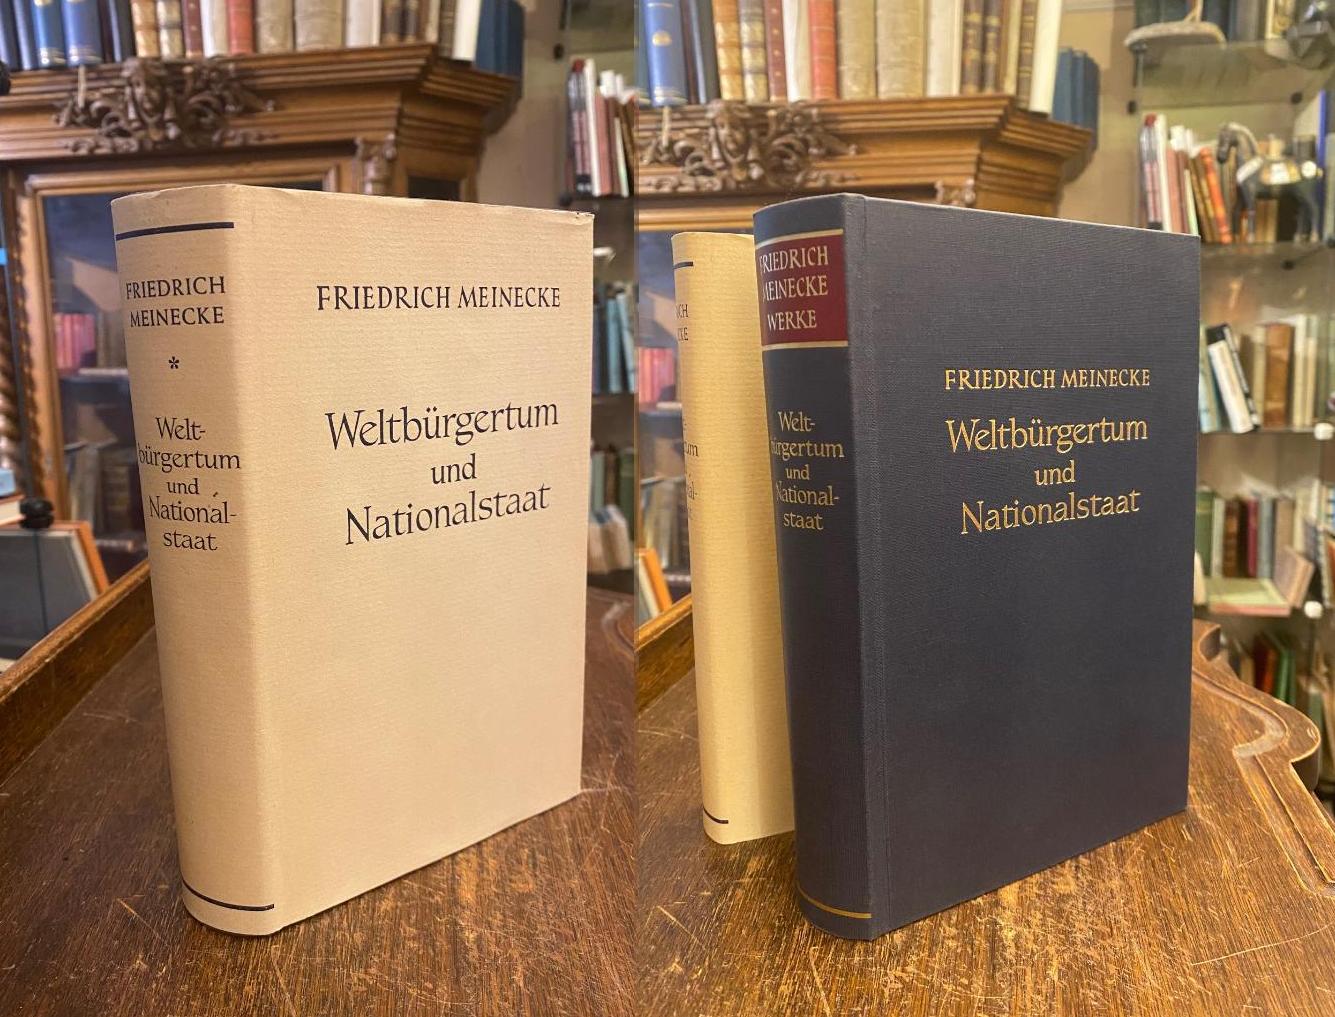 FRIEDRICH
MEINECKE
*
Welt-
bürgertum
und
National-
staat
FRIEDRICH MEINECKE
Weltbürgertum
und
Nationalstaat
FRIEDRICH
MEINECKE
WERKE
Welt-
bürgertum
und
National-
staat
FRIEDRICH MEINECKE
Weltbürgertum
und
Nationalstaat